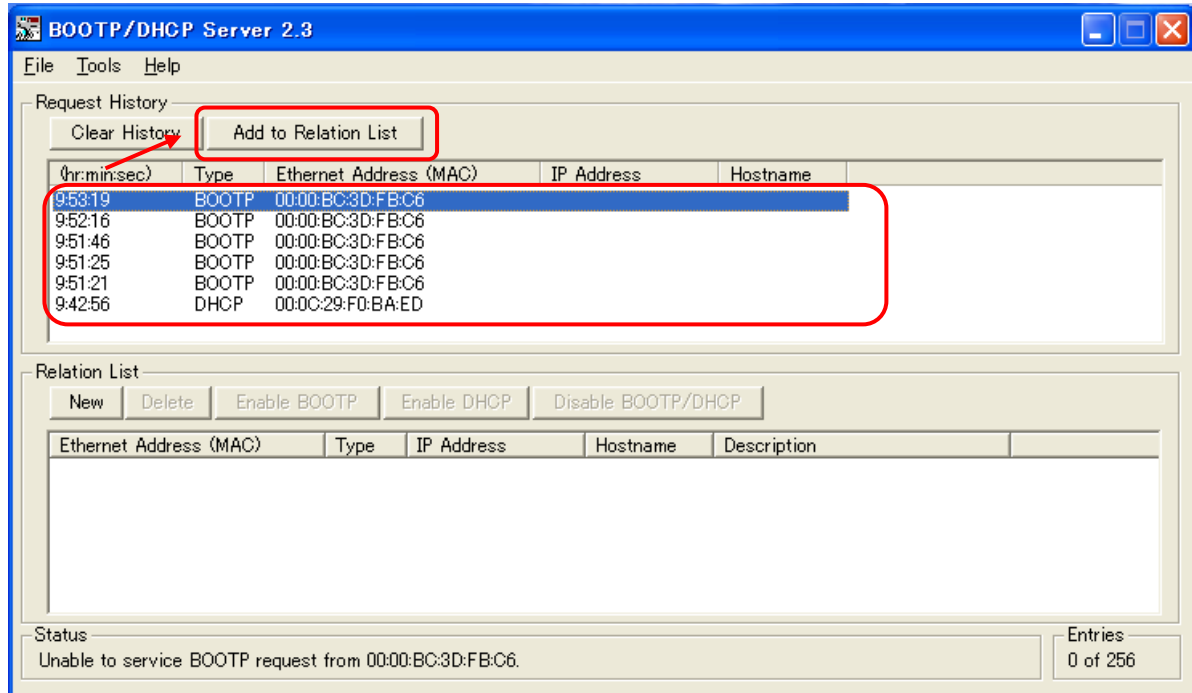 BOOTP/DHCP Server 2.3
File Tools Help
Request History
Clear History Add to Relation List
(hr:min:sec) Type Ethernet Address (MAC) IP Address Hostname
9:53:19 BOOTP 00:00:BC:3D:FB:C6
9:52:16 BOOTP 00:00:BC:3D:FB:C6
9:51:46 BOOTP 00:00:BC:3D:FB:C6
9:51:25 BOOTP 00:00:BC:3D:FB:C6
9:51:21 BOOTP 00:00:BC:3D:FB:C6
9:42:56 DHCP 00:0C:29:F0:BA:ED
Relation List
New Delete Enable BOOTP Enable DHCP Disable BOOTP/DHCP
Ethernet Address (MAC) Type IP Address Hostname Description
Status
Unable to service BOOTP request from 00:00:BC:3D:FB:C6.
Entries
0 of 256